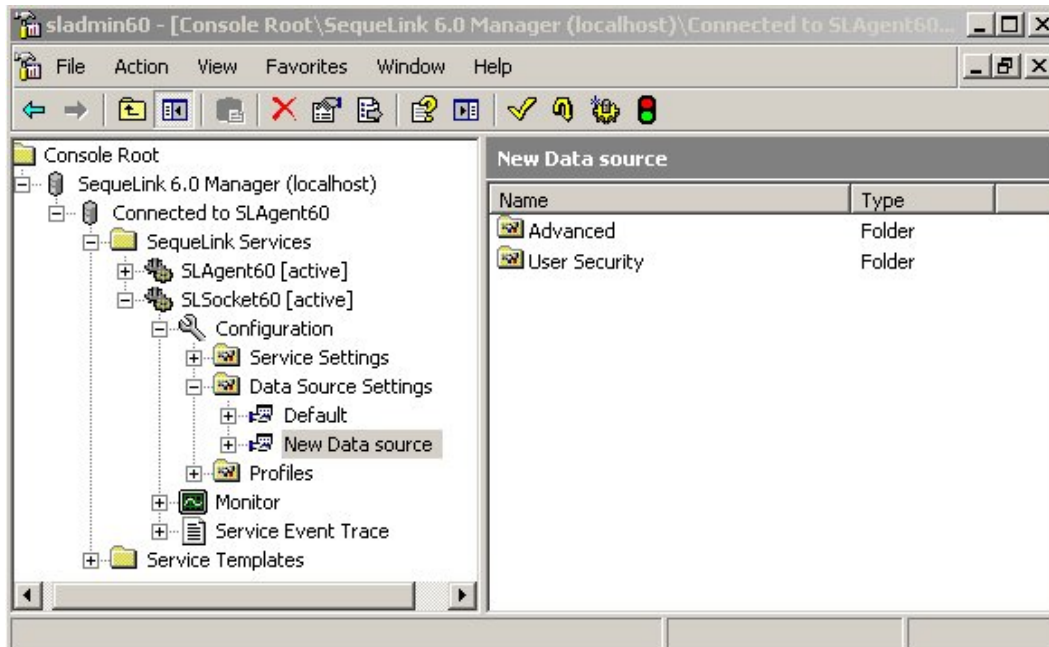 sladmin60 - [Console Root\SequeLink 6.0 Manager (localhost)\Connected to SLAgent60...
File Action View Favorites Window Help
Console Root
SequeLink 6.0 Manager (localhost)
Connected to SLAgent60
SequeLink Services
SLAgent60 [active]
SLSocket60 [active]
Configuration
Service Settings
Data Source Settings
Default
New Data source
Profiles
Monitor
Service Event Trace
Service Templates
New Data source
Name Type
Advanced Folder
User Security Folder